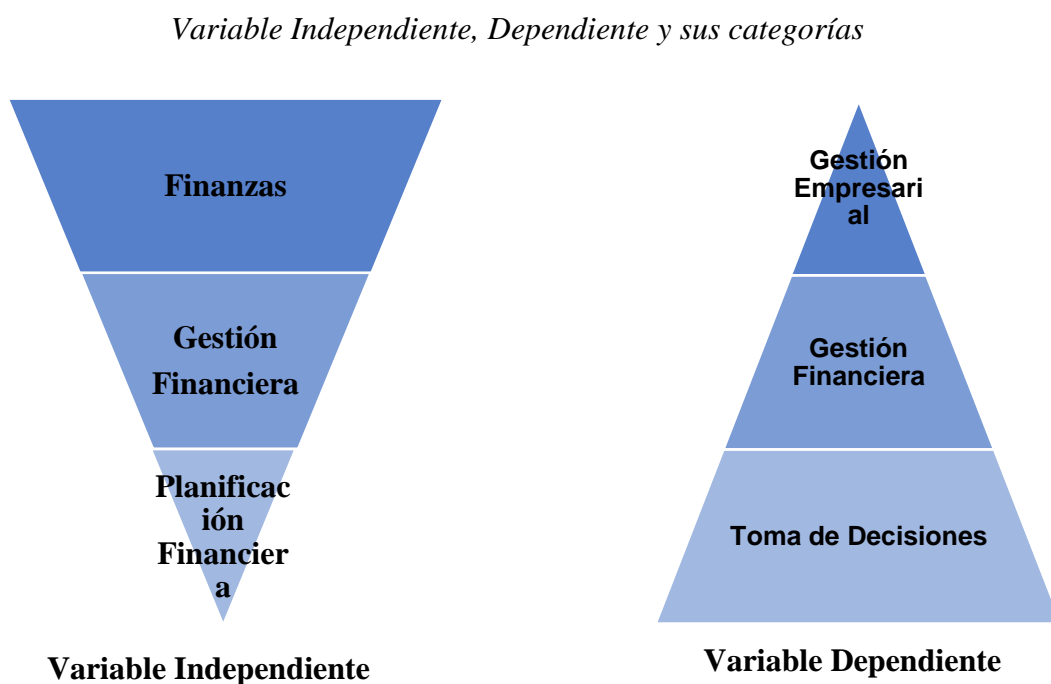 Variable Independiente, Dependiente y sus categorías
Finanzas
Gestión
Financiera
Planificac
ión
Financier
a
Variable Independiente
Gestión
Empresari
al
Gestión
Financiera
Toma de Decisiones
Variable Dependiente